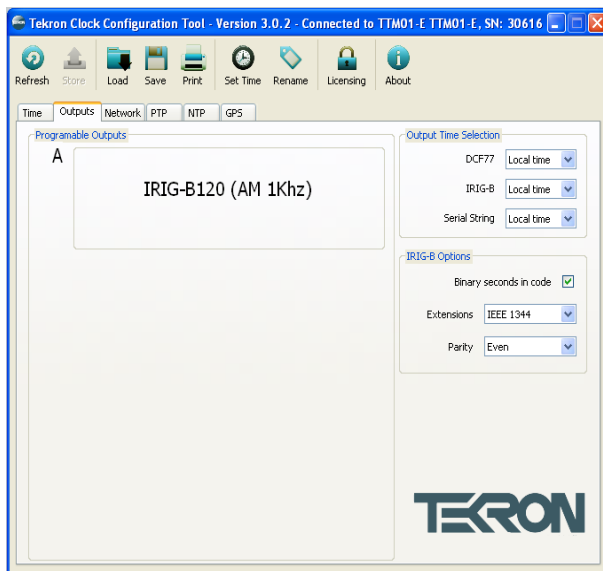 Tekron Clock Configuration Tool - Version 3.0.2 - Connected to TTM01-E TTM01-E, SN: 30616
Refresh Store Load Save Print Set Time Rename Licensing About
Time Outputs Network PTP NTP GPS
Programable Outputs
A
IRIG-B120 (AM 1Khz)
Output Time Selection
DCF77 Local time
IRIG-B Local time
Serial String Local time
IRIG-B Options
Binary seconds in code
Extensions IEEE 1344
Parity Even
TEKRON